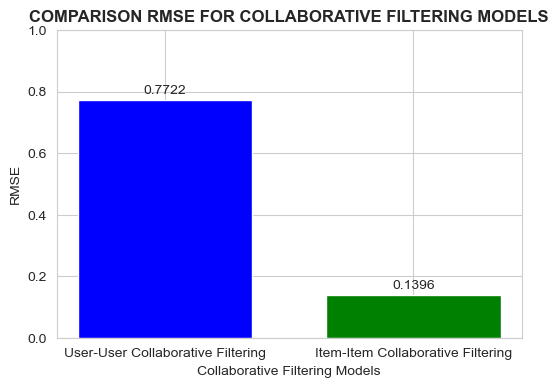 COMPARISON RMSE FOR COLLABORATIVE FILTERING MODELS
1.0
0.8
0.6
0.4
0.2
0.0
RMSE
0.7722
0.1396
User-User Collaborative Filtering
Item-Item Collaborative Filtering
Collaborative Filtering Models